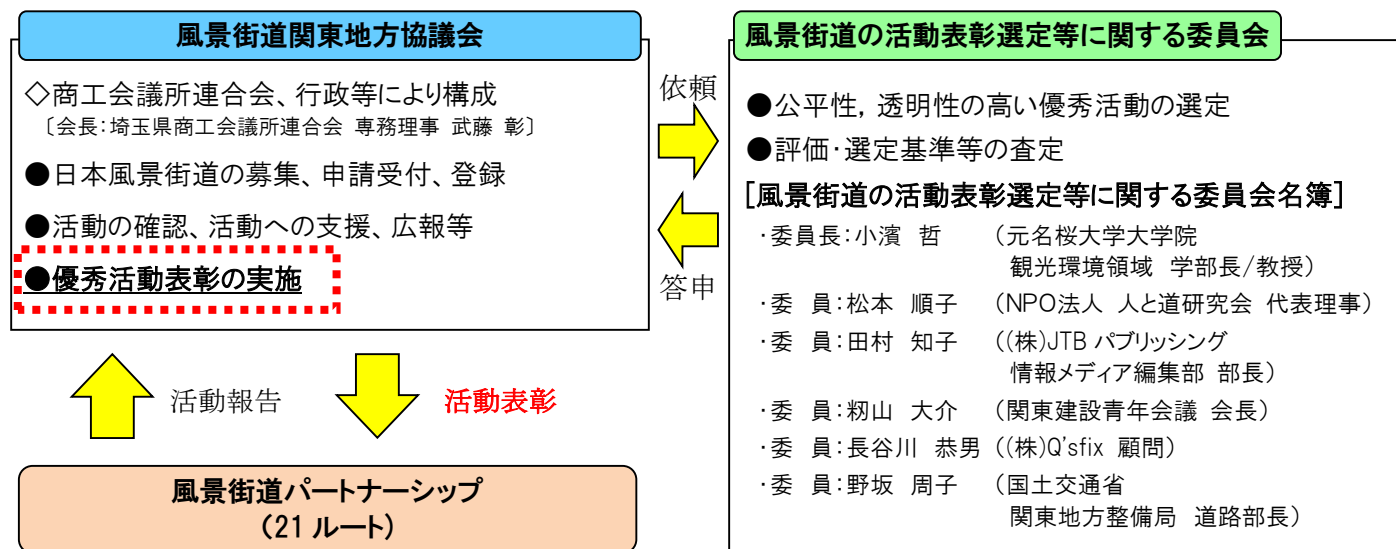 風景街道関東地方協議会
◇商工会議所連合会、行政等により構成
〔会長:埼玉県商工会議所連合会 専務理事 武藤 彰〕
●日本風景街道の募集、申請受付、登録
●活動の確認、活動への支援、広報等
●優秀活動表彰の実施
依頼
答申
風景街道の活動表彰選定等に関する委員会
●公平性，透明性の高い優秀活動の選定
●評価・選定基準等の査定
[風景街道の活動表彰選定等に関する委員会名簿]
・委員長：小濱 哲 （元名桜大学大学院
観光環境領域 学部長/教授）
・委 員：松本 順子 （NPO法人 人と道研究会 代表理事）
・委 員：田村 知子 （(株)JTB パブリッシング
情報メディア編集部 部長）
・委 員：籾山 大介 （関東建設青年会議 会長）
・委 員：長谷川 恭男 （(株)Q'sfix 顧問）
・委 員：野坂 周子 （国土交通省
関東地方整備局 道路部長）
活動報告
活動表彰
風景街道パートナーシップ
（21 ルート）